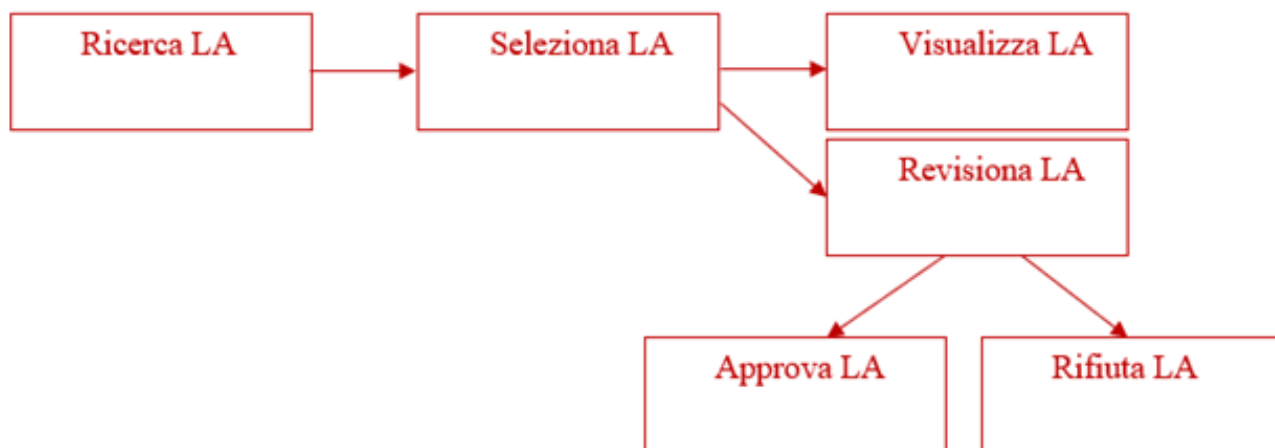 Ricerca LA
Seleziona LA
Visualizza LA
Revisiona LA
Approva LA
Rifiuta LA